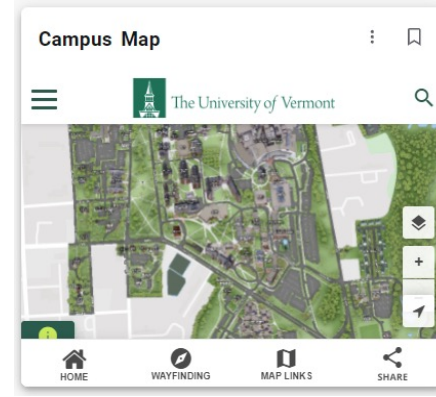 Campus Map
The University of Vermont
+
HOME
WAYFINDING
MAP LINKS
SHARE